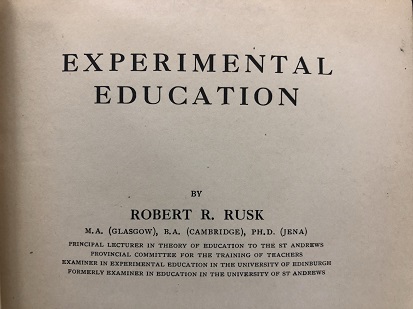 EXPERIMENTAL
EDUCATION
BY
ROBERT R. RUSK
M.A. (GLASGOW), B.A. (CAMBRIDGE), PH.D. (JENA)
PRINCIPAL LECTURER IN THEORY OF EDUCATION TO THE ST ANDREWS
PROVINCIAL COMMITTEE FOR THE TRAINING OF TEACHERS
EXAMINER IN EXPERIMENTAL EDUCATION IN THE UNIVERSITY OF EDINBURGH
FORMERLY EXAMINER IN EDUCATION IN THE UNIVERSITY OF ST ANDREWS